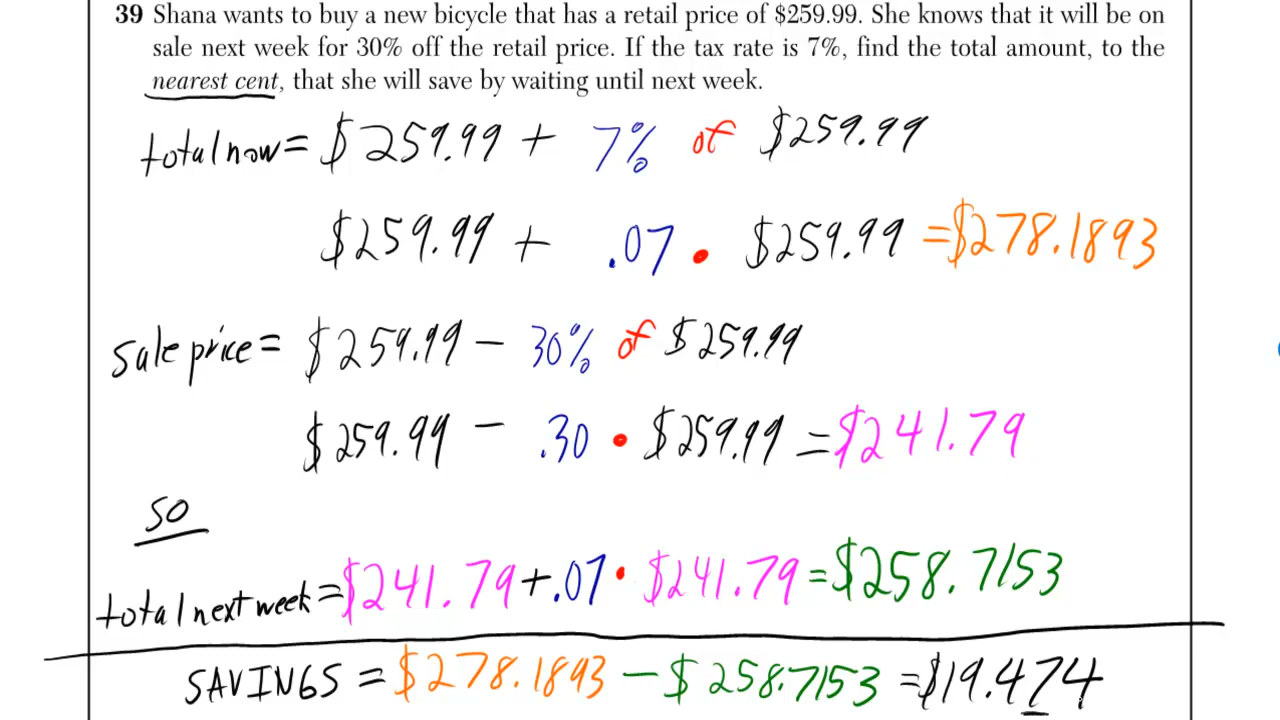 39 Shana wants to buy a new bicycle that has a retail price of $259.99. She knows that it will be on
sale next week for 30% off the retail price. If the tax rate is 7%, find the total amount, to the
nearest cent, that she will save by waiting until next week.
total now = $259.99 + 7% of $259.99
$259.99 + .07 • $259.99 = $278.1893
sale price = $259.99 - 30% of $259.99
$259.99 - .30 • $259.99 = $241.79
so
total next week = $241.79 + .07 • $241.79 = $258.7153
SAVINGS = $278.1893 - $258.7153 = $19.474